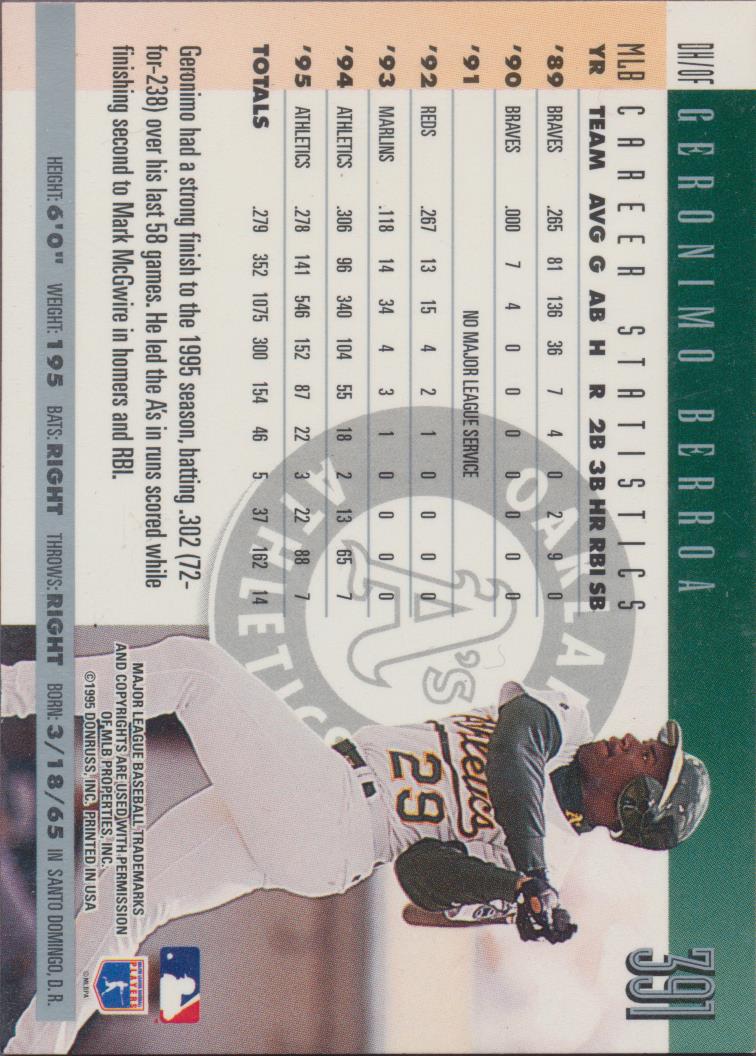 DH/OF GERONIMO BERROA
391
MLB CAREER STATISTICS
YR TEAM AVG G AB H R 2B 3B HR RBI SB
'89 BRAVES .265 81 136 36 7 4 0 2 9 0
'90 BRAVES .000 7 4 0 0 0 0 0 0 0
'91 NO MAJOR LEAGUE SERVICE
'92 REDS .267 13 15 4 2 1 0 0 0 0
'93 MARLINS .118 14 34 4 3 1 0 0 0 0
'94 ATHLETICS .306 96 340 104 55 18 2 13 65 7
'95 ATHLETICS .278 141 546 152 87 22 3 22 88 7
TOTALS .279 352 1075 300 154 46 5 37 162 14
OAKLAN
A's
ATHLETICS
Athletics
29
A's
Geronimo had a strong finish to the 1995 season, batting .302 (72-
for-238) over his last 58 games. He led the A's in runs scored while
finishing second to Mark McGwire in homers and RBI.
MAJOR LEAGUE BASEBALL TRADEMARKS
AND COPYRIGHTS ARE USED WITH PERMISSION
OF MLB PROPERTIES, INC.
©1995 DONRUSS, INC. PRINTED IN USA
MAJOR LEAGUE BASEBALL
PLAYERS
©MLBPA
HEIGHT: 6'0" WEIGHT: 195 BATS: RIGHT THROWS: RIGHT BORN: 3/18/65 IN SANTO DOMINGO, D.R.